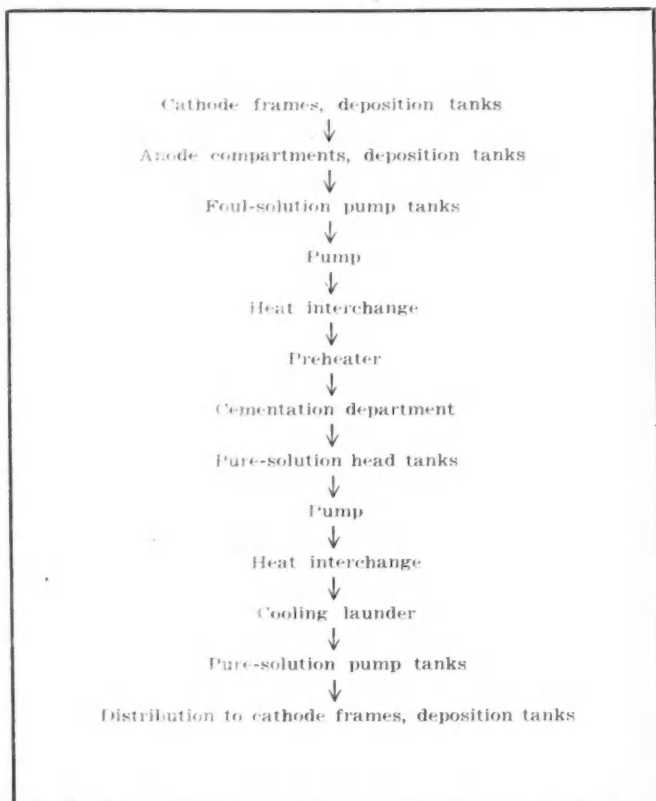 Cathode frames, deposition tanks
Anode compartments, deposition tanks
Foul-solution pump tanks
Pump
Heat interchange
Preheater
Cementation department
Pure-solution head tanks
Pump
Heat interchange
Cooling launder
Pure-solution pump tanks
Distribution to cathode frames, deposition tanks